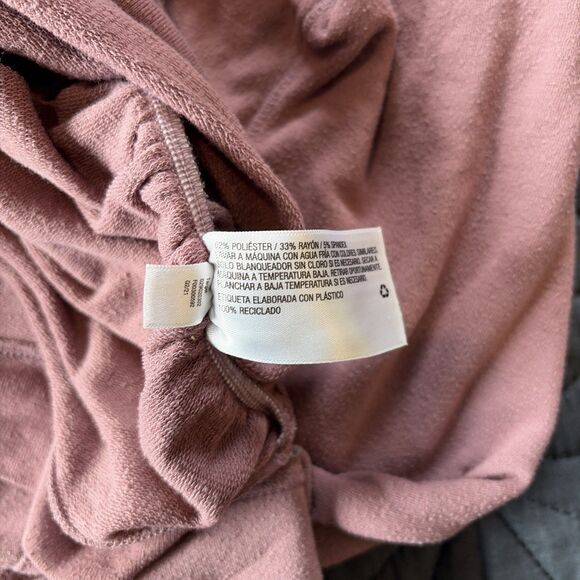 62% POLIÉSTER / 33% RAYÓN / 5% SPANDEX
LAVAR A MÁQUINA CON AGUA FRÍA CON COLORES SIMILARES.
SOLO BLANQUEADOR SIN CLORO SI ES NECESARIO. SECAR A
MÁQUINA A TEMPERATURA BAJA. RETIRAR OPORTUNAMENTE.
PLANCHAR A BAJA TEMPERATURA SI ES NECESARIO.
ETIQUETA ELABORADA CON PLÁSTICO
100% RECICLADO
G021